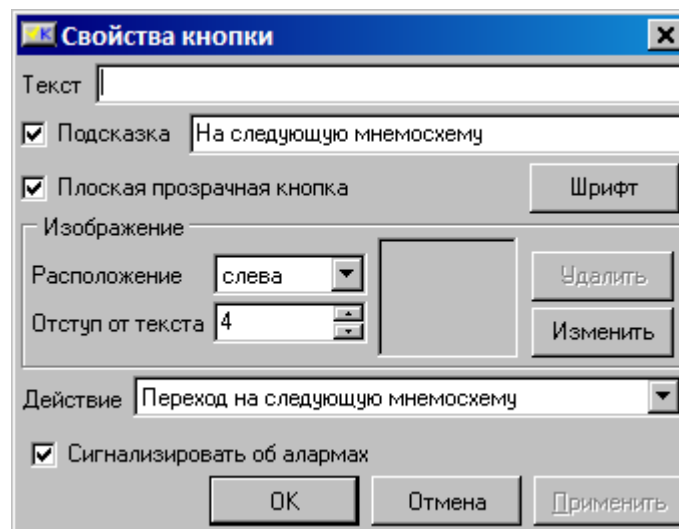 Свойства кнопки
Текст
Подсказка На следующую мнемосхему
Плоская прозрачная кнопка Шрифт
Изображение
Расположение слева Удалить
Отступ от текста 4 Изменить
Действие Переход на следующую мнемосхему
Сигнализировать об алармах
OK Отмена Применить